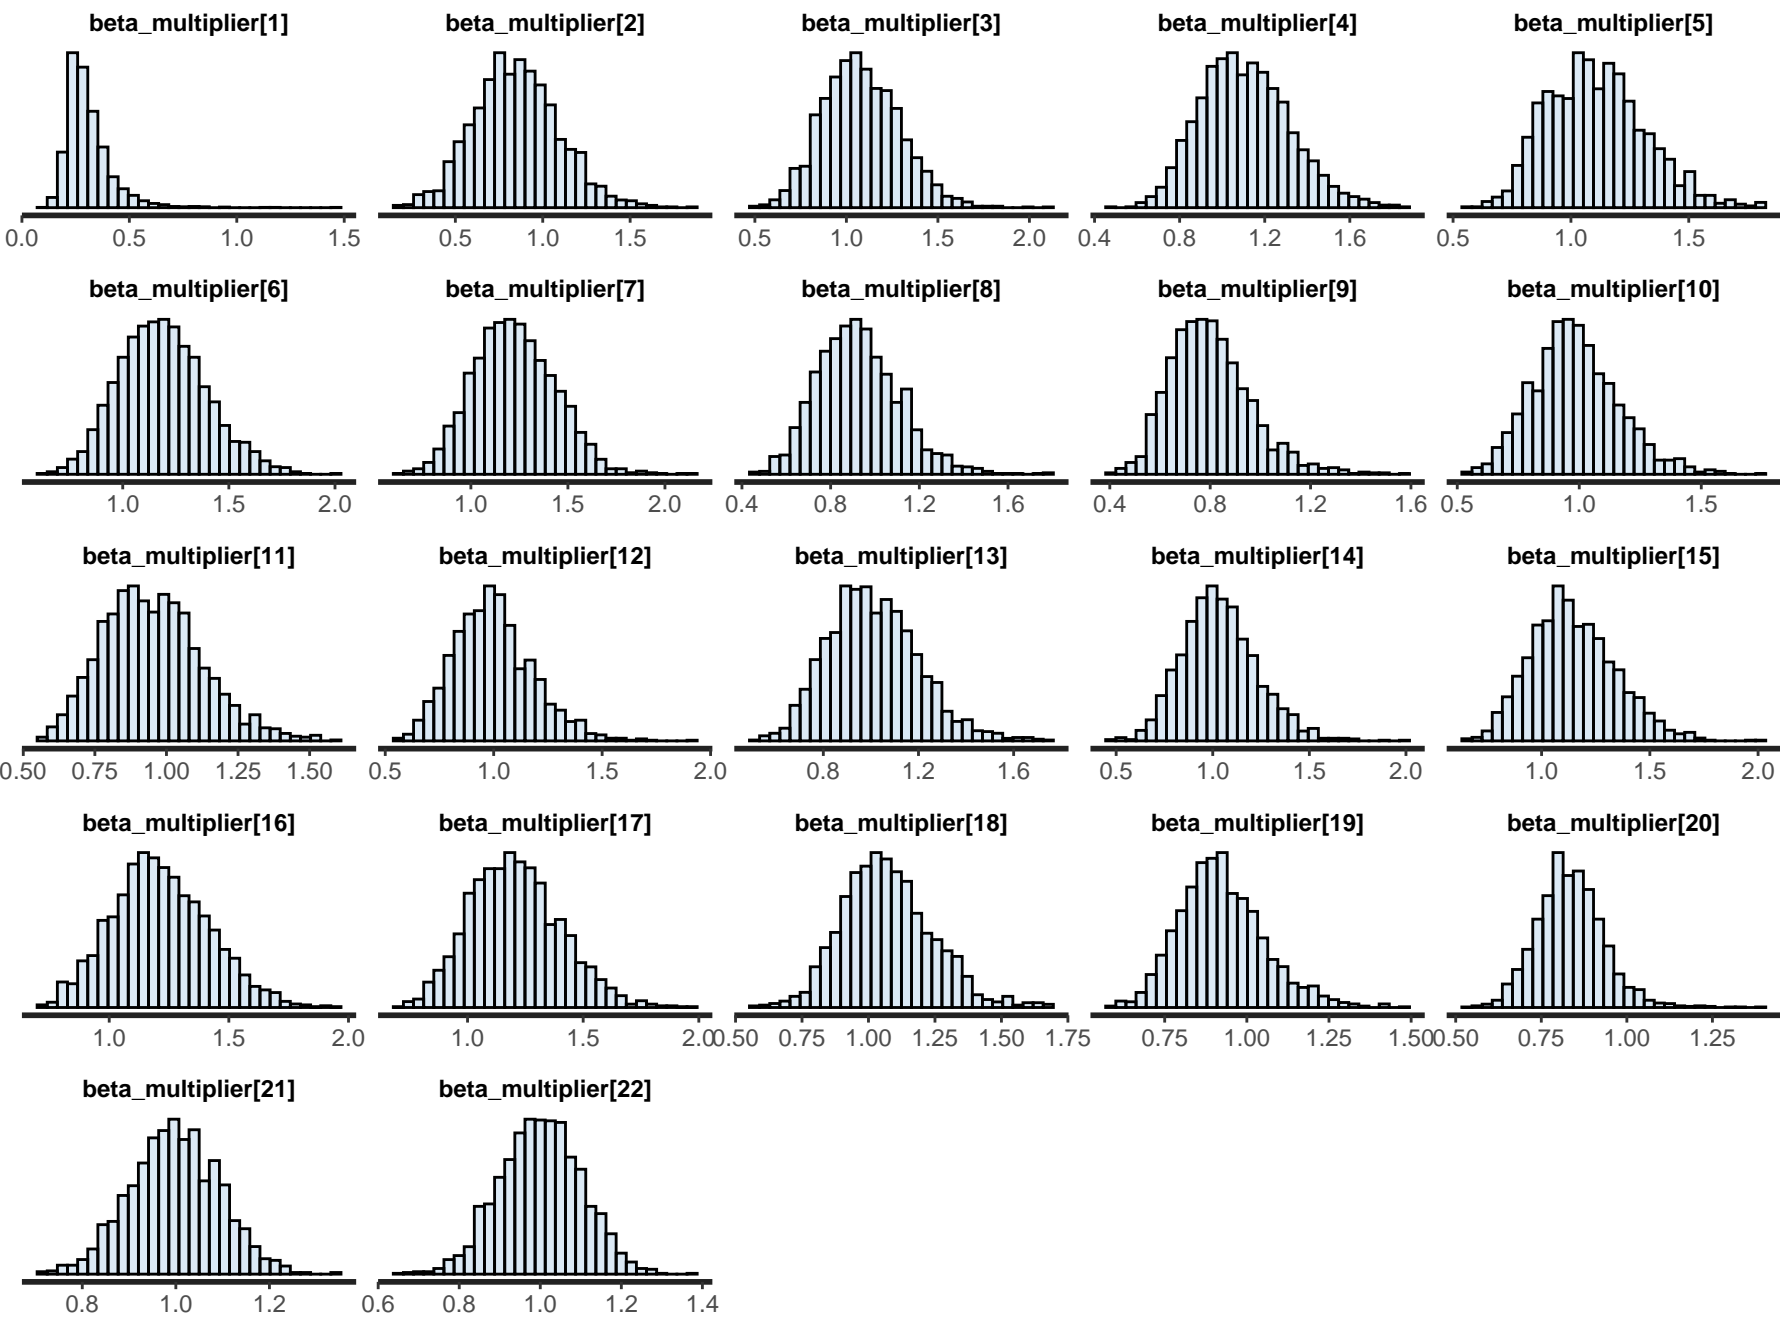 beta_multiplier[1] beta_multiplier[2] beta_multiplier[3] beta_multiplier[4] beta_multiplier[5]
0.0 0.5 1.0 1.5 0.5 1.0 1.5 0.5 1.0 1.5 2.0 0.4 0.8 1.2 1.6 0.5 1.0 1.5
beta_multiplier[6] beta_multiplier[7] beta_multiplier[8] beta_multiplier[9] beta_multiplier[10]
1.0 1.5 2.0 1.0 1.5 2.0 0.4 0.8 1.2 1.6 0.4 0.8 1.2 1.6 0.5 1.0 1.5
beta_multiplier[11] beta_multiplier[12] beta_multiplier[13] beta_multiplier[14] beta_multiplier[15]
0.50 0.75 1.00 1.25 1.50 0.5 1.0 1.5 2.0 0.8 1.2 1.6 0.5 1.0 1.5 2.0 1.0 1.5 2.0
beta_multiplier[16] beta_multiplier[17] beta_multiplier[18] beta_multiplier[19] beta_multiplier[20]
1.0 1.5 2.0 1.0 1.5 2.0 0.50 0.75 1.00 1.25 1.50 1.75 0.75 1.00 1.25 1.50 0.50 0.75 1.00 1.25
beta_multiplier[21] beta_multiplier[22]
0.8 1.0 1.2 0.6 0.8 1.0 1.2 1.4